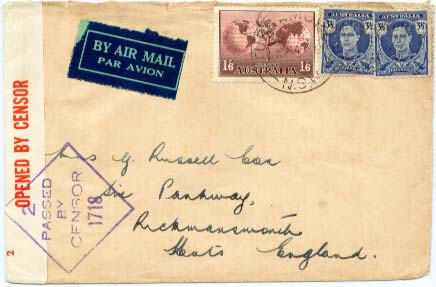 BY AIR MAIL
PAR AVION
AUSTRALIA
1/6 1/6
AUSTRALIA
AUSTRALIA
N.S.W
OPENED BY CENSOR
2
2
PASSED
BY
CENSOR
1718
Mrs G. Russell Cox
Parkway,
Rickmansworth
Herts England.